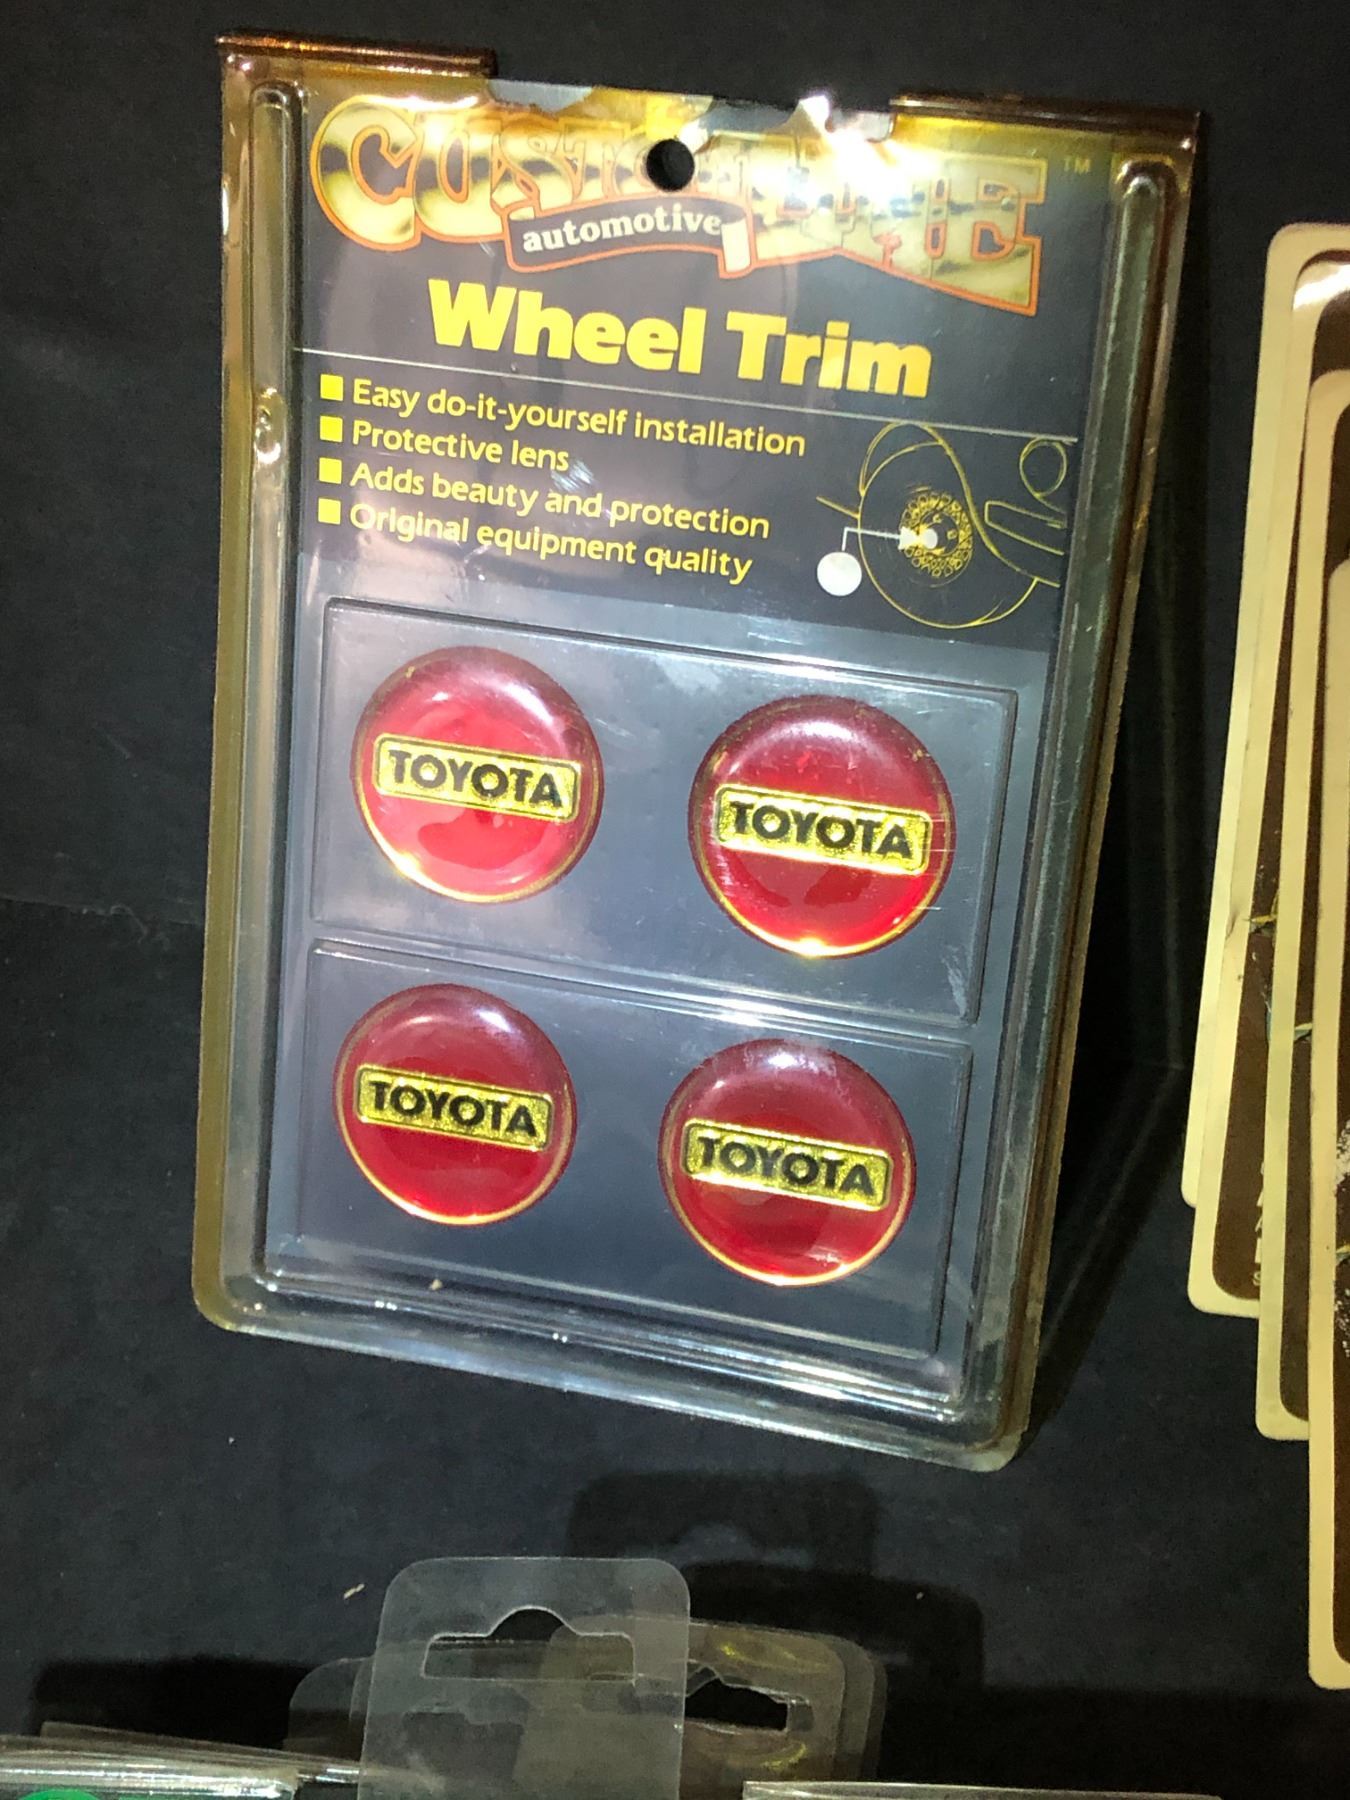 CUSTOMIZE™
automotive
Wheel Trim
Easy do-it-yourself installation
Protective lens
Adds beauty and protection
Original equipment quality
TOYOTA
TOYOTA
TOYOTA
TOYOTA